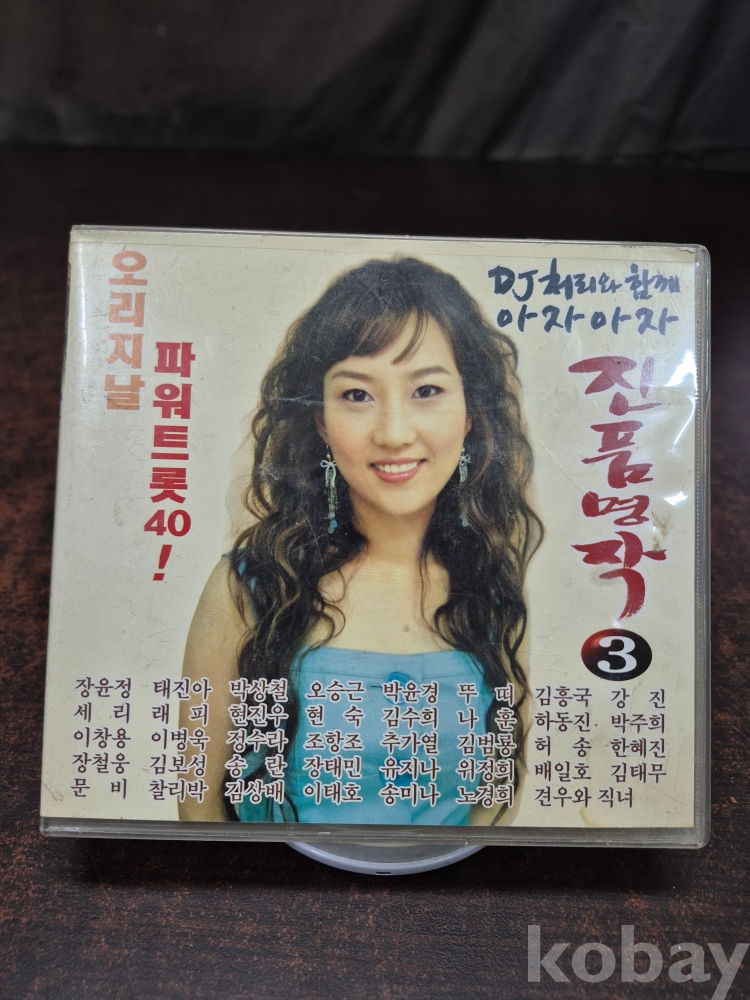 오리지날
파워트롯40!
DJ 처리와 함께
아자아자
진품명작
3
장윤정 태진아 박상철 오승근 박윤경 뚜띠 김흥국 강진
세리 래피 현진우 현숙 김수희 나훈 하동진 박주희
이창용 이병욱 정수라 조항조 추가열 김범룡 허송 한혜진
장철웅 김보성 송란 장태민 유지나 위정희 배일호 김태무
문비 찰리박 김상배 이태호 송미나 노경희 견우와 직녀
kobay